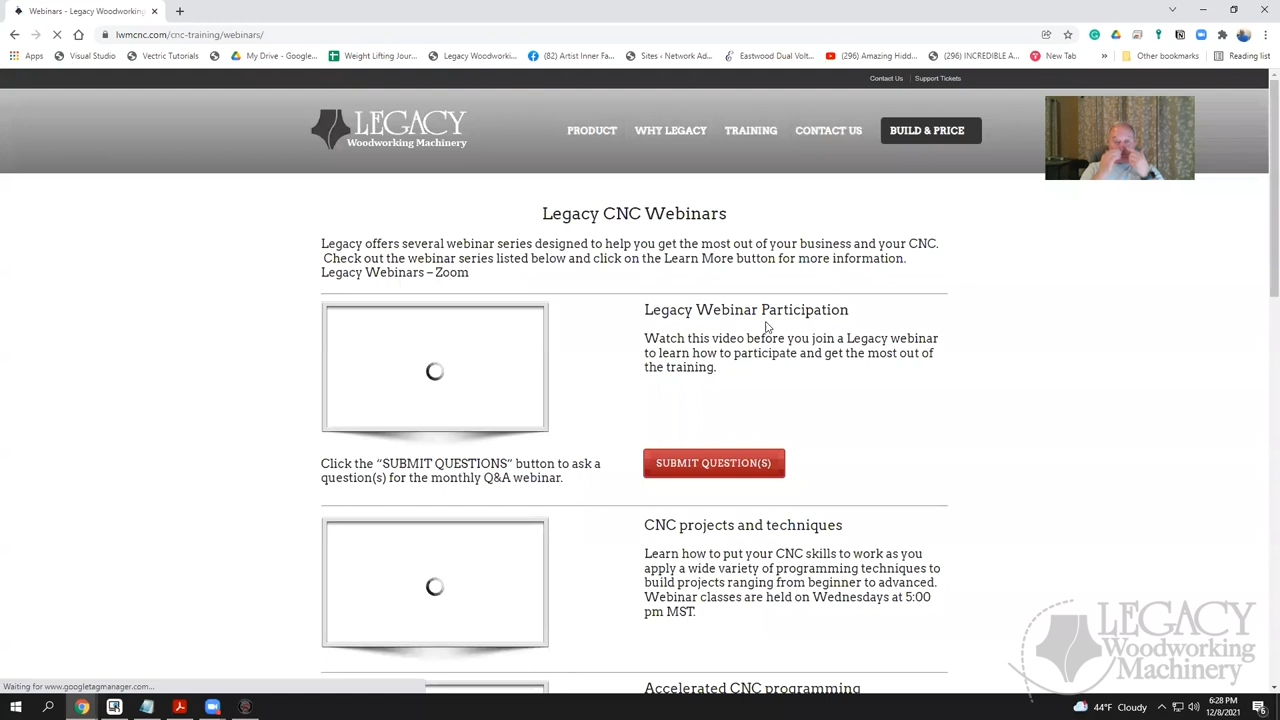 Webinars - Legacy Woodworking
lwmcnc.com/cnc-training/webinars/
Apps
Visual Studio
Vectric Tutorials
My Drive - Google...
Weight Lifting Jour...
Legacy Woodworki...
(82) Artist Inner Fa...
Sites ‹ Network Ad...
Eastwood Dual Volt...
(296) Amazing Hidd...
(296) INCREDIBLE A...
New Tab
Other bookmarks
Reading list
Contact Us
Support Tickets
LEGACY
Woodworking Machinery
PRODUCT
WHY LEGACY
TRAINING
CONTACT US
BUILD & PRICE
Legacy CNC Webinars
Legacy offers several webinar series designed to help you get the most out of your business and your CNC.
Check out the webinar series listed below and click on the Learn More button for more information.
Legacy Webinars – Zoom
Legacy Webinar Participation
Watch this video before you join a Legacy webinar
to learn how to participate and get the most out of
the training.
Click the “SUBMIT QUESTIONS” button to ask a
question(s) for the monthly Q&A webinar.
SUBMIT QUESTION(S)
CNC projects and techniques
Learn how to put your CNC skills to work as you
apply a wide variety of programming techniques to
build projects ranging from beginner to advanced.
Webinar classes are held on Wednesdays at 5:00
pm MST.
Accelerated CNC programming
LEGACY
Woodworking
Machinery
Waiting for www.googletagmanager.com...
44°F Cloudy
6:28 PM
12/8/2021
6